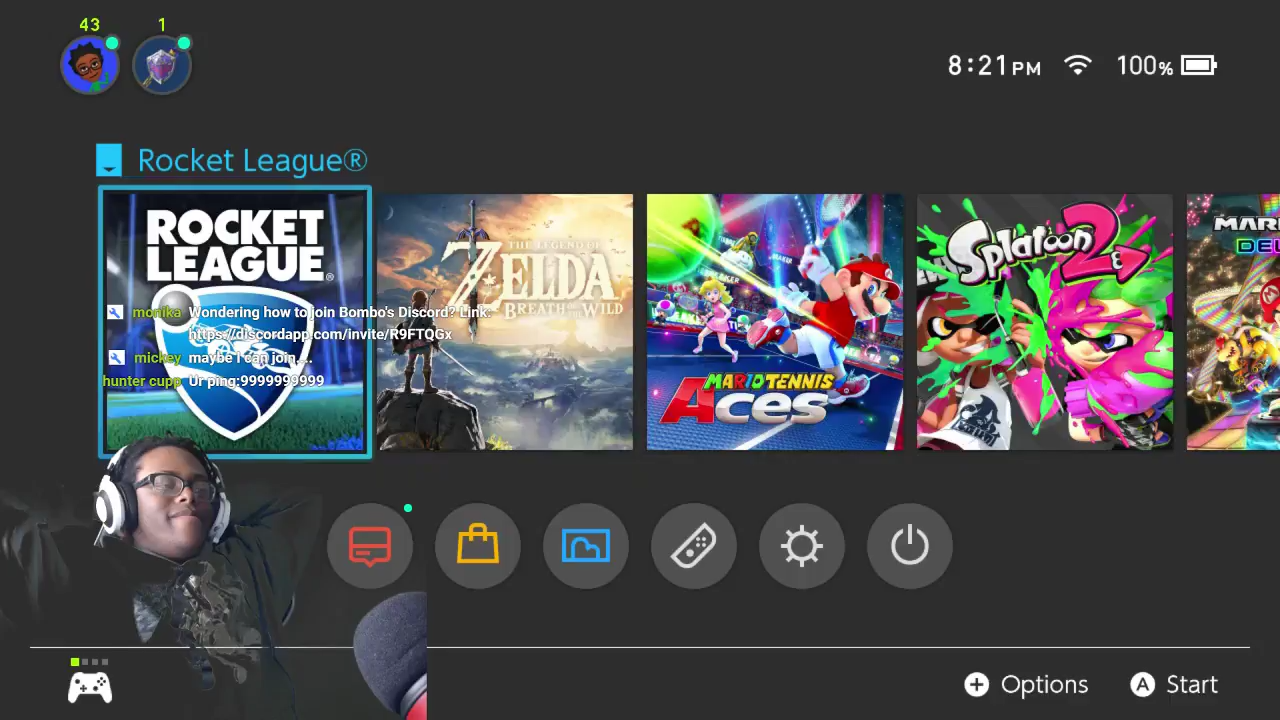 43
1
8:21PM
100%
Rocket League®
ROCKET
LEAGUE®
THE LEGEND OF
ZELDA
BREATH OF THE WILD
MARIO TENNIS
Aces
Splatoon 2
monika Wondering how to join Bombo's Discord? Link:
https://discordapp.com/invite/R9FTQGx
mickey maybe i can join....
hunter cupp Ur ping:9999999999
Options
A Start